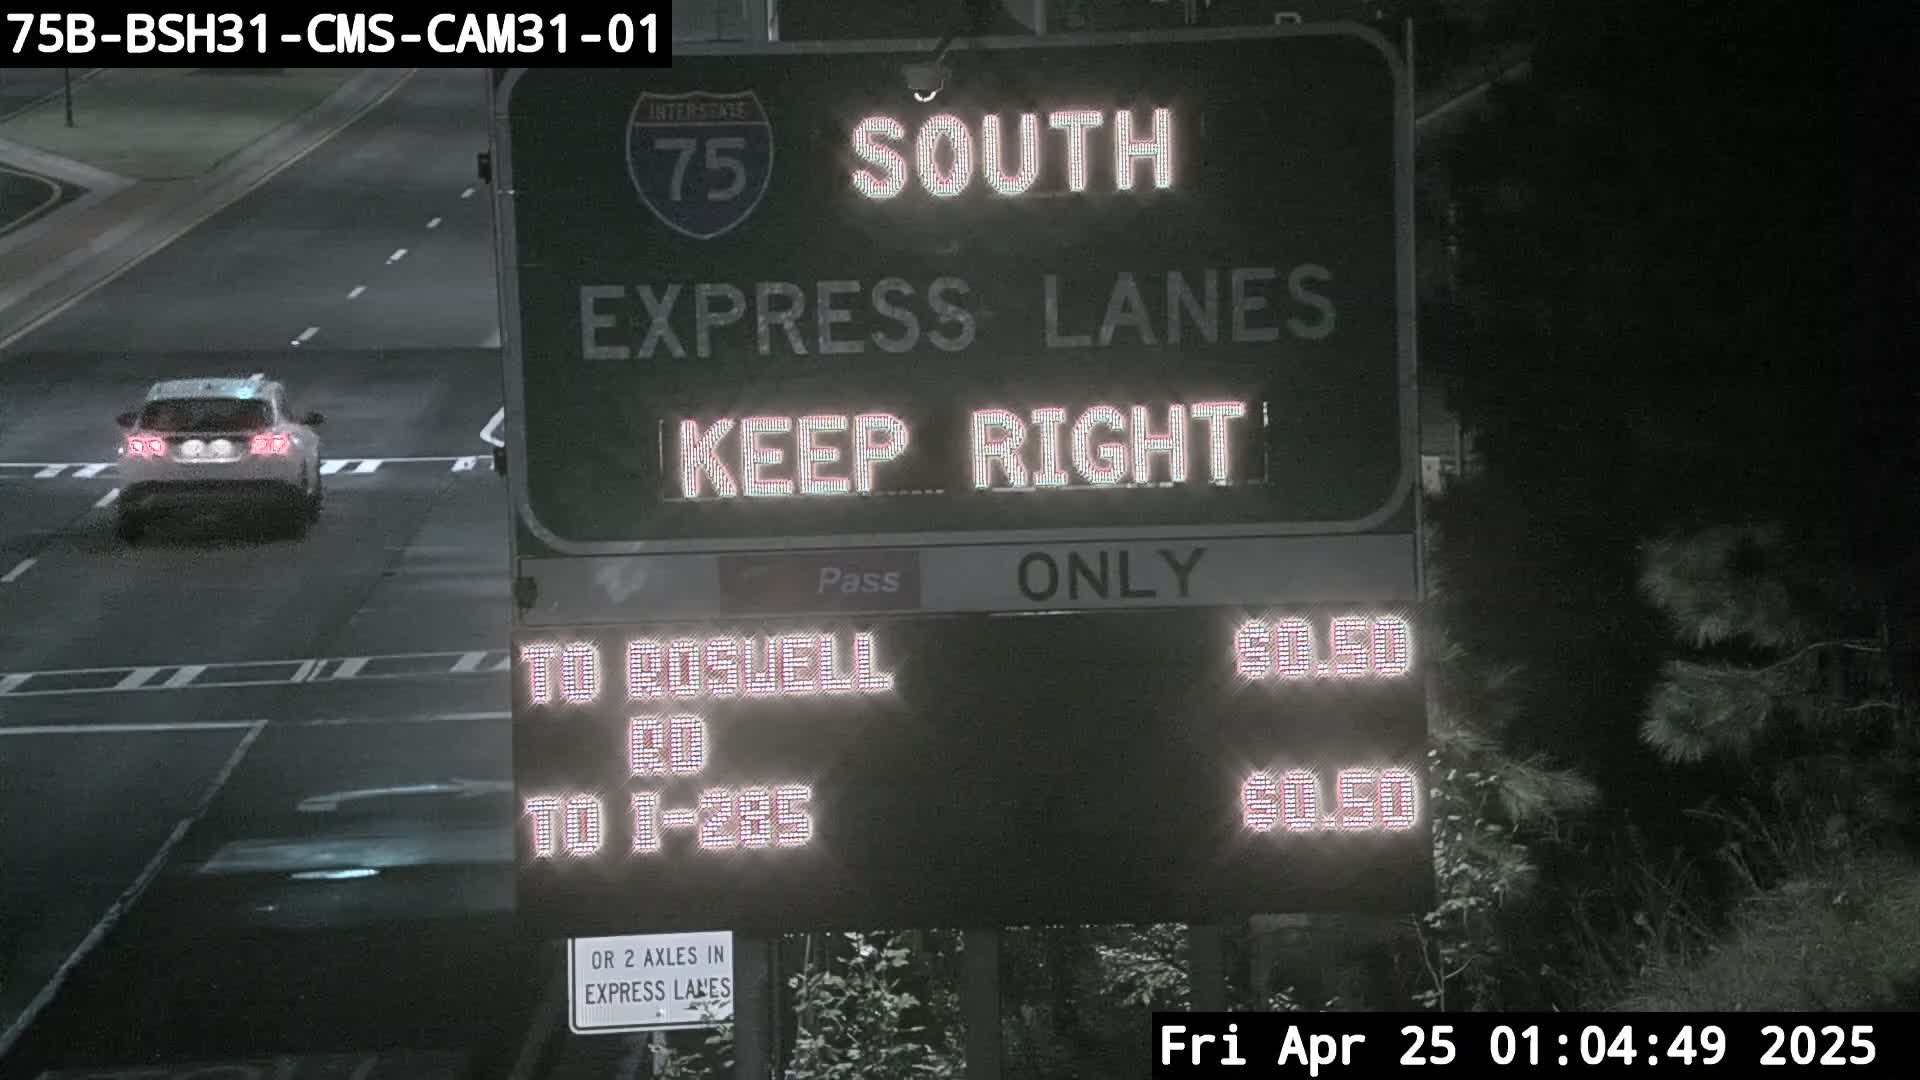 75B-BSH31-CMS-CAM31-01
INTERSTATE
75
SOUTH
EXPRESS LANES
KEEP RIGHT
Pass ONLY
TO ROSWELL $0.50
RD
TO I-285 $0.50
OR 2 AXLES IN
EXPRESS LANES
Fri Apr 25 01:04:49 2025